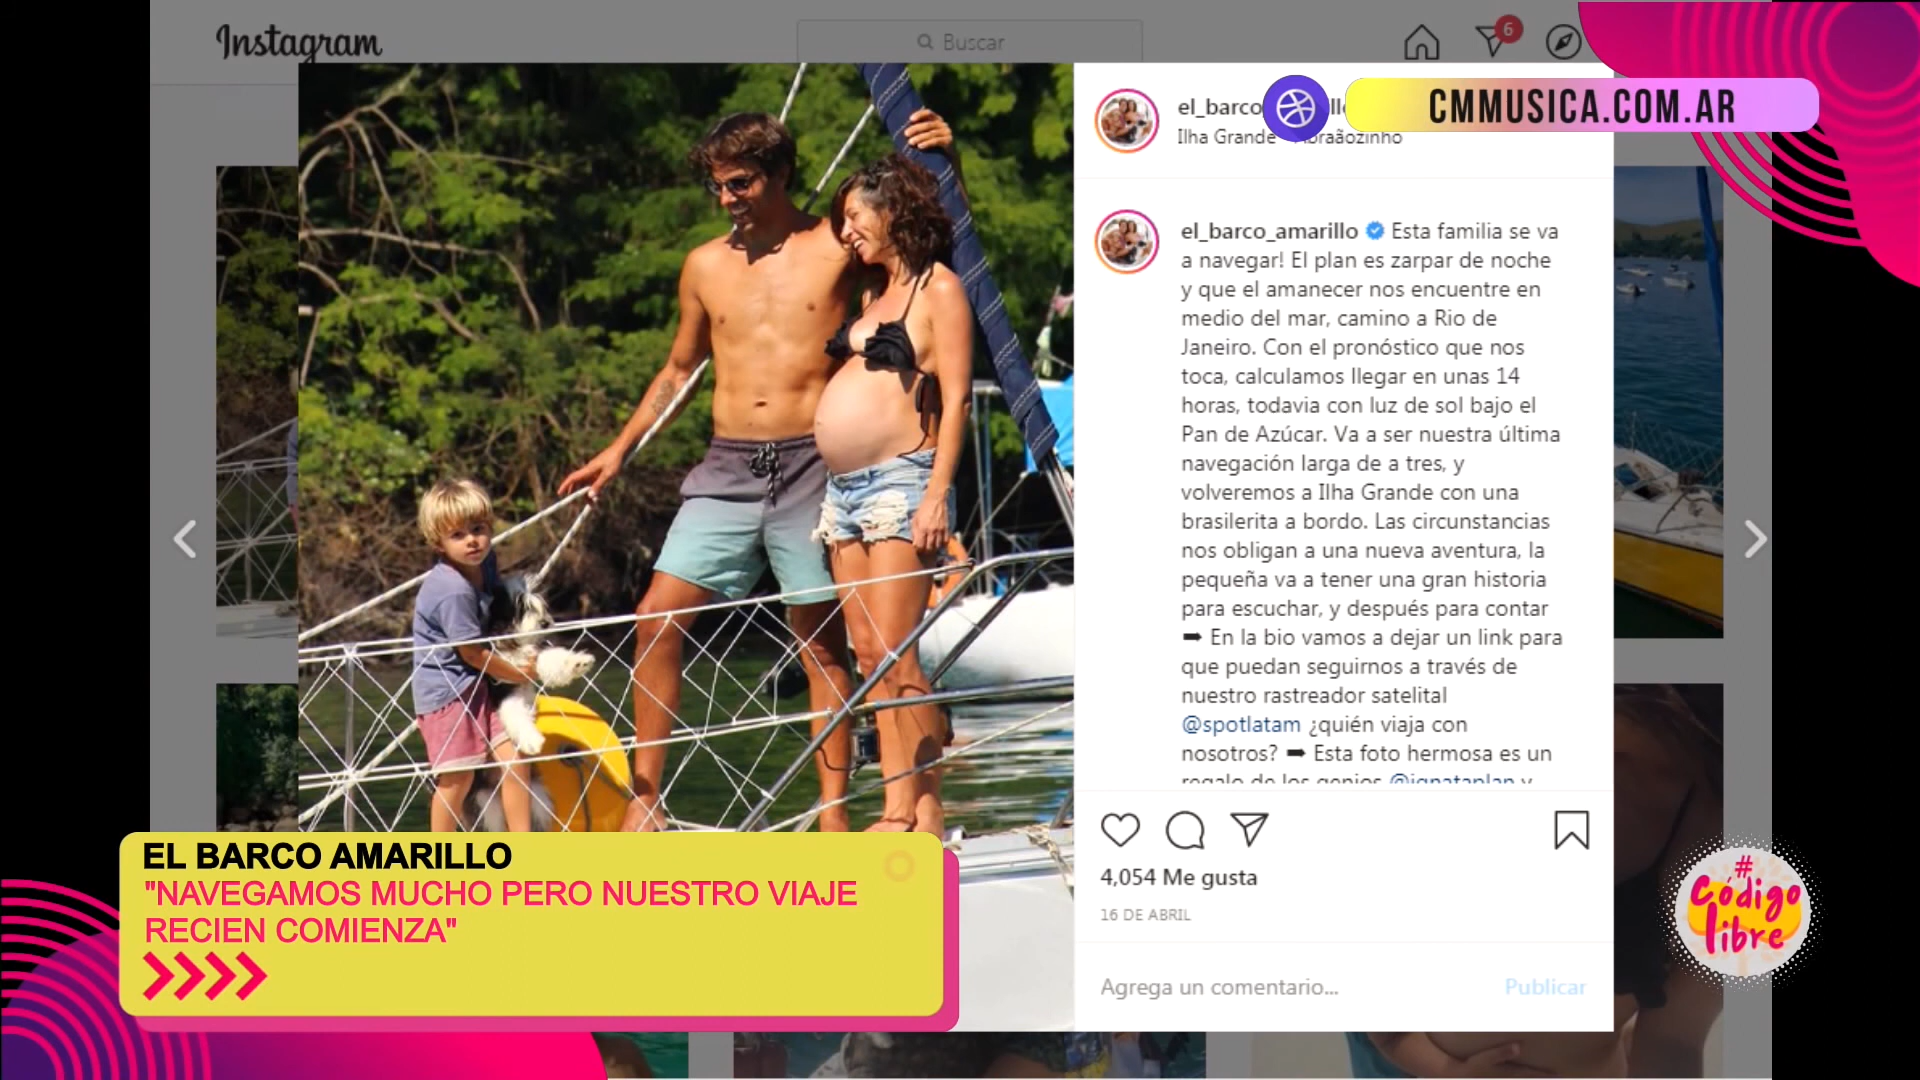 Instagram
Buscar
6
CMMUSICA.COM.AR
el_barco
Ilha Grande
el_barco_amarillo Esta familia se va
a navegar! El plan es zarpar de noche
y que el amanecer nos encuentre en
medio del mar, camino a Rio de
Janeiro. Con el pronóstico que nos
toca, calculamos llegar en unas 14
horas, todavia con luz de sol bajo el
Pan de Azúcar. Va a ser nuestra última
navegación larga de a tres, y
volveremos a Ilha Grande con una
brasilerita a bordo. Las circunstancias
nos obligan a una nueva aventura, la
pequeña va a tener una gran historia
para escuchar, y después para contar
➡ En la bio vamos a dejar un link para
que puedan seguirnos a través de
nuestro rastreador satelital
@spotlatam ¿quién viaja con
nosotros? ➡ Esta foto hermosa es un
regalo de los genios @ignataplan y
4,054 Me gusta
16 DE ABRIL
Agrega un comentario... Publicar
EL BARCO AMARILLO
"NAVEGAMOS MUCHO PERO NUESTRO VIAJE
RECIEN COMIENZA"
#
Código
libre